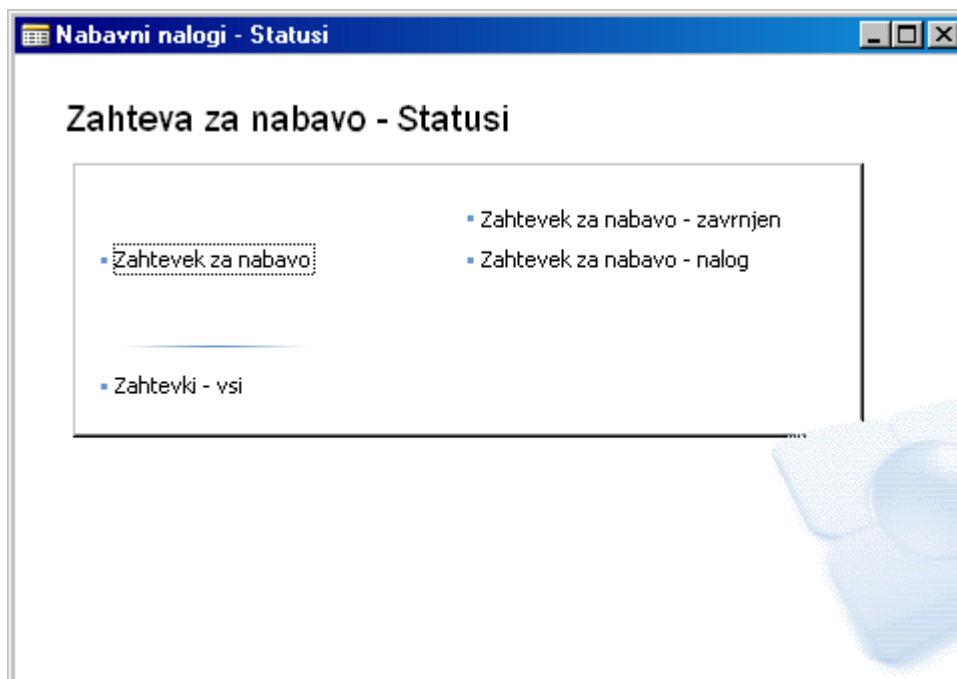 Nabavni nalogi - Statusi
Zahteva za nabavo - Statusi
Zahtevek za nabavo - zavrnjen
Zahtevek za nabavo
Zahtevek za nabavo - nalog
Zahtevki - vsi